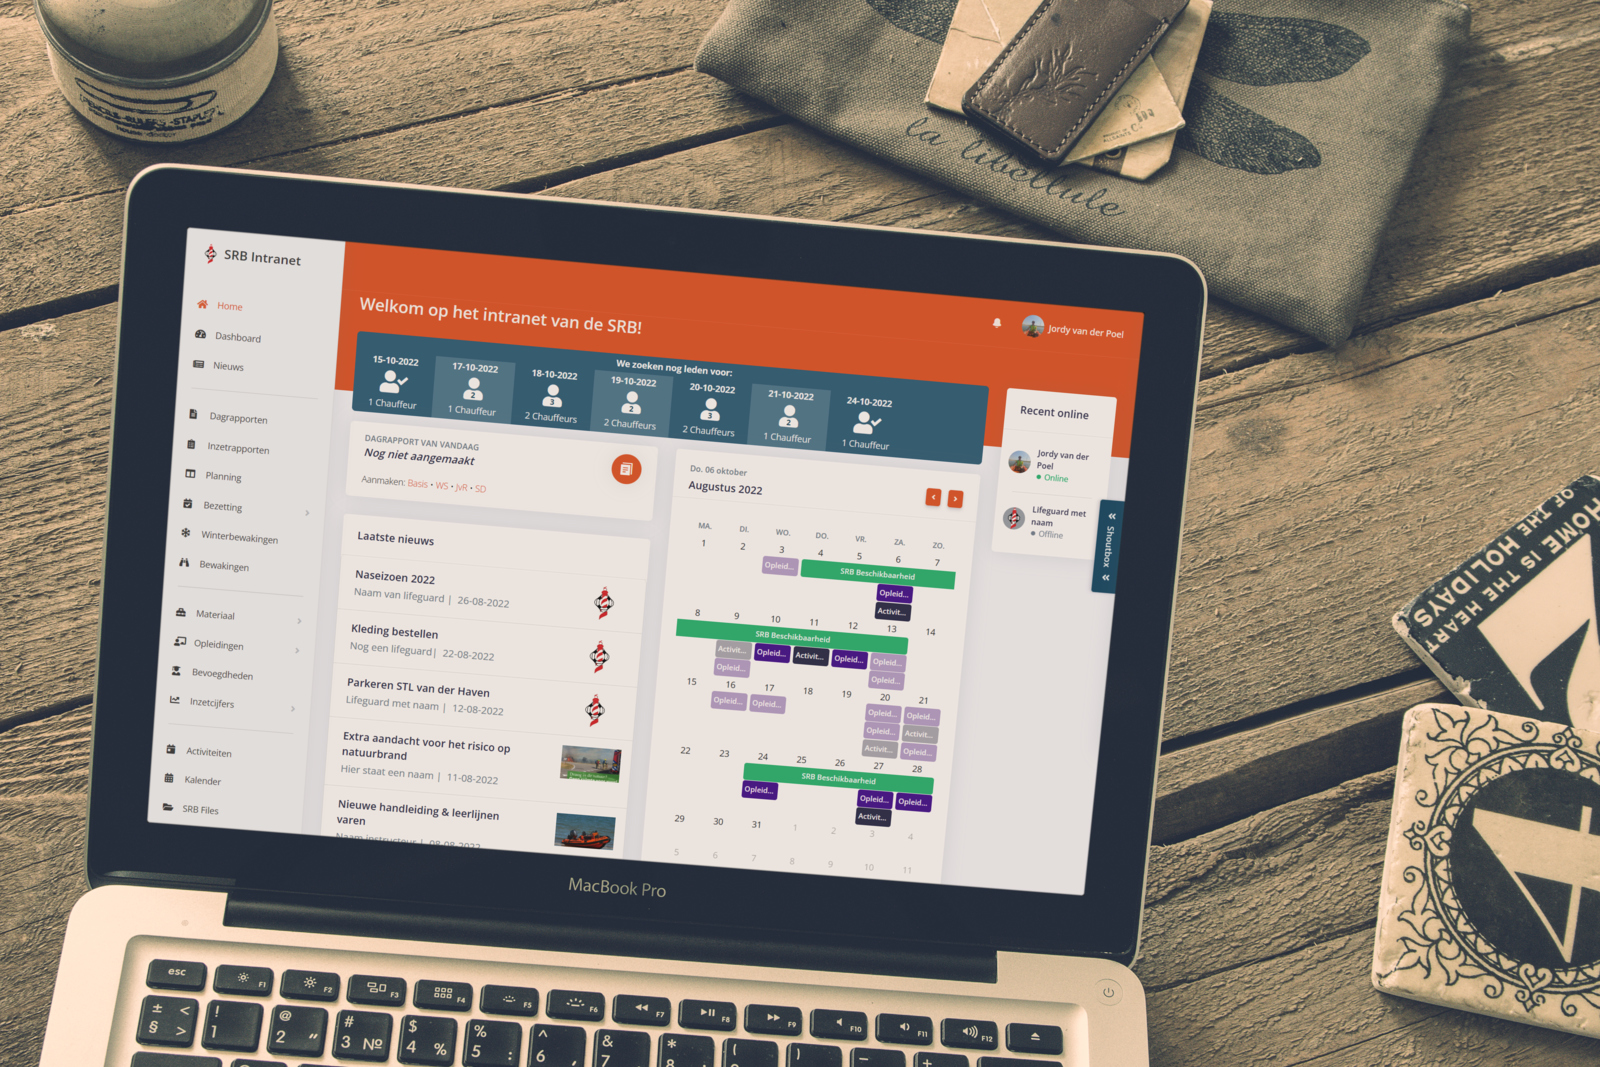 PENCILS-RULERS-STAPLE
la libellule
HOME IS THE HEART
OF THE HOLIDAYS
SRB Intranet
Home
Dashboard
Nieuws
Dagrapporten
Inzetrapporten
Planning
Bezetting
Winterbewakingen
Bewakingen
Materiaal
Opleidingen
Bevoegdheden
Inzetcijfers
Activiteiten
Kalender
SRB Files
Welkom op het intranet van de SRB!
Jordy van der Poel
We zoeken nog leden voor:
15-10-2022
1 Chauffeur
17-10-2022
2
1 Chauffeur
18-10-2022
3
2 Chauffeurs
19-10-2022
2
2 Chauffeurs
20-10-2022
3
2 Chauffeurs
21-10-2022
2
1 Chauffeur
24-10-2022
1 Chauffeur
DAGRAPPORT VAN VANDAAG
Nog niet aangemaakt
Aanmaken: Basis • WS • JvR • SD
Laatste nieuws
Naseizoen 2022
Naam van lifeguard | 26-08-2022
Kleding bestellen
Nog een lifeguard| 22-08-2022
Parkeren STL van der Haven
Lifeguard met naam | 12-08-2022
Extra aandacht voor het risico op
natuurbrand
Hier staat een naam | 11-08-2022
Nieuwe handleiding & leerlijnen
varen
Naam instructeur | 08-08-2022
Do. 06 oktober
Augustus 2022
MA. DI. WO. DO. VR. ZA. ZO.
1 2 3 4 5 6 7
Opleid... SRB Beschikbaarheid
Opleid...
Activit...
8 9 10 11 12 13 14
SRB Beschikbaarheid
Activit... Opleid... Activit... Opleid... Opleid...
Opleid... Opleid...
15 16 17 18 19 20 21
Opleid... Opleid... Opleid... Opleid...
Opleid... Activit...
Activit... Opleid...
22 23 24 25 26 27 28
SRB Beschikbaarheid
Opleid... Opleid... Opleid...
Activit...
29 30 31 1 2 3 4
5 6 7 8 9 10 11
Recent online
Jordy van der
Poel
Online
Lifeguard met
naam
Offline
« Shoutbox «
MacBook Pro
esc F1 F2 F3 F4 F5 F6 F7 F8 F9 F10 F11 F12
± < ! @ # $ % ^ & * ( ) – +
§ > 1 2 " 3 № 4 % 5 : 6 , 7 8